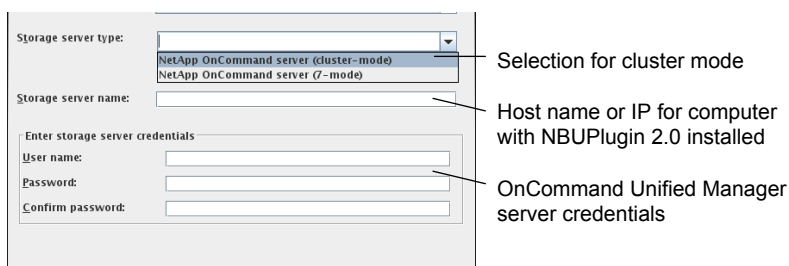 Storage server type:
NetApp OnCommand server (cluster-mode)
NetApp OnCommand server (7-mode)
Selection for cluster mode
Storage server name:
Host name or IP for computer
with NBUPlugin 2.0 installed
Enter storage server credentials
User name:
Password:
Confirm password:
OnCommand Unified Manager
server credentials